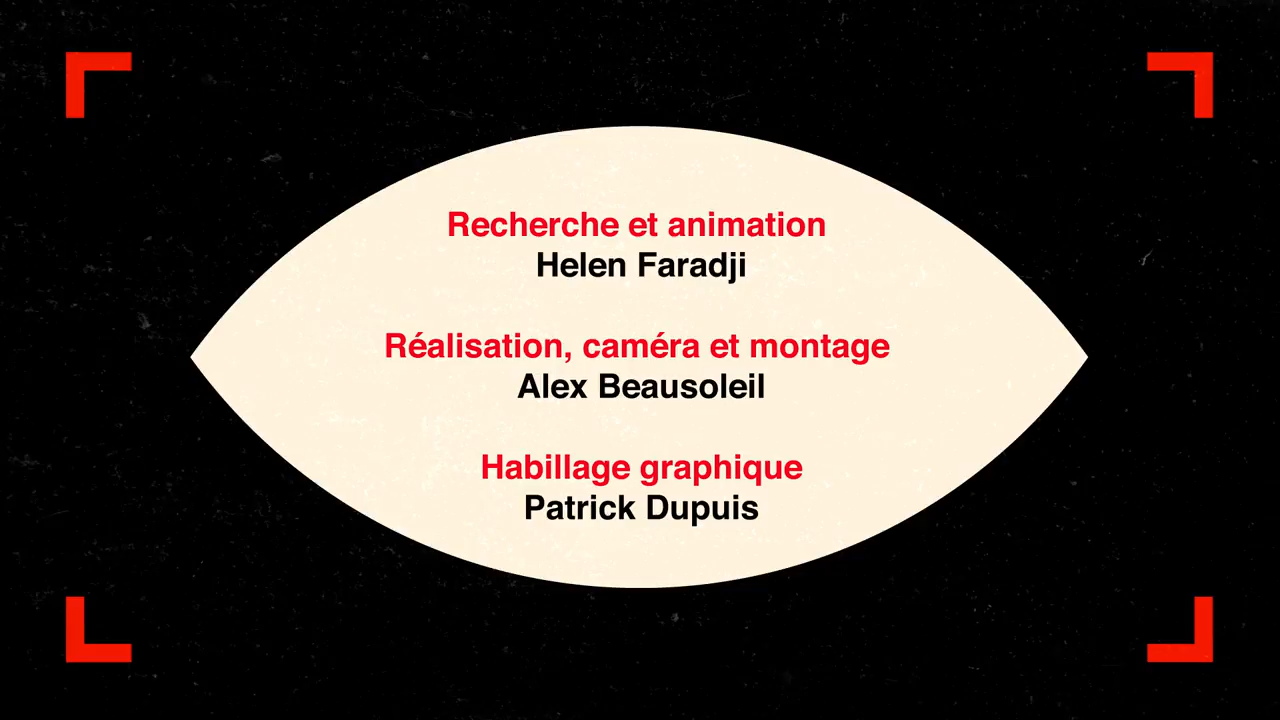 Recherche et animation
Helen Faradji
Réalisation, caméra et montage
Alex Beausoleil
Habillage graphique
Patrick Dupuis